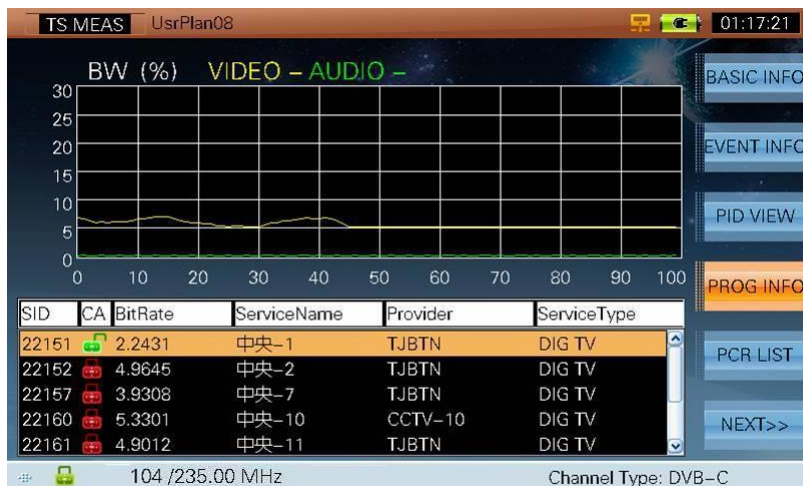 TS MEAS UsrPlan08 01:17:21
BW (%) VIDEO – AUDIO –
30
25
20
15
10
5
0
0 10 20 30 40 50 60 70 80 90 100
SID CA BitRate ServiceName Provider ServiceType
22151 2.2431 中央–1 TJBTN DIG TV
22152 4.9645 中央–2 TJBTN DIG TV
22157 3.9308 中央–7 TJBTN DIG TV
22160 5.3301 中央–10 CCTV–10 DIG TV
22161 4.9012 中央–11 TJBTN DIG TV
BASIC INFO
EVENT INFO
PID VIEW
PROG INFO
PCR LIST
NEXT>>
104 /235.00 MHz Channel Type: DVB–C